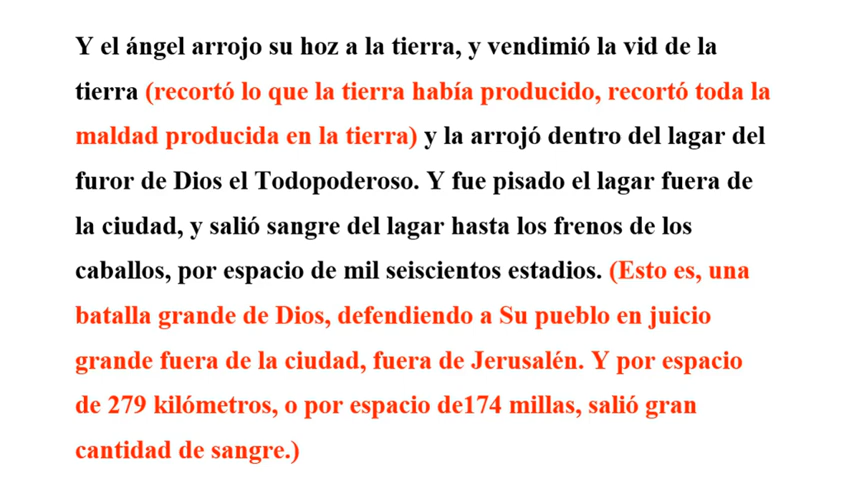 Y el ángel arrojo su hoz a la tierra, y vendimió la vid de la
tierra (recortó lo que la tierra había producido, recortó toda la
maldad producida en la tierra) y la arrojó dentro del lagar del
furor de Dios el Todopoderoso. Y fue pisado el lagar fuera de
la ciudad, y salió sangre del lagar hasta los frenos de los
caballos, por espacio de mil seiscientos estadios. (Esto es, una
batalla grande de Dios, defendiendo a Su pueblo en juicio
grande fuera de la ciudad, fuera de Jerusalén. Y por espacio
de 279 kilómetros, o por espacio de174 millas, salió gran
cantidad de sangre.)